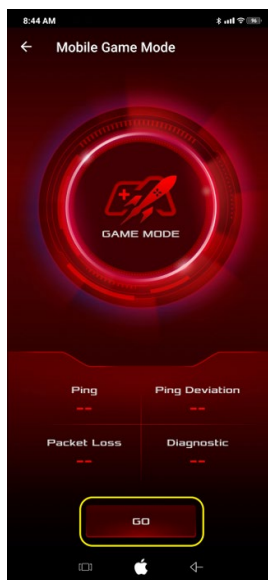 8:44 AM
Mobile Game Mode
GAME MODE
Ping
Ping Deviation
--
--
Packet Loss
Diagnostic
--
--
GO